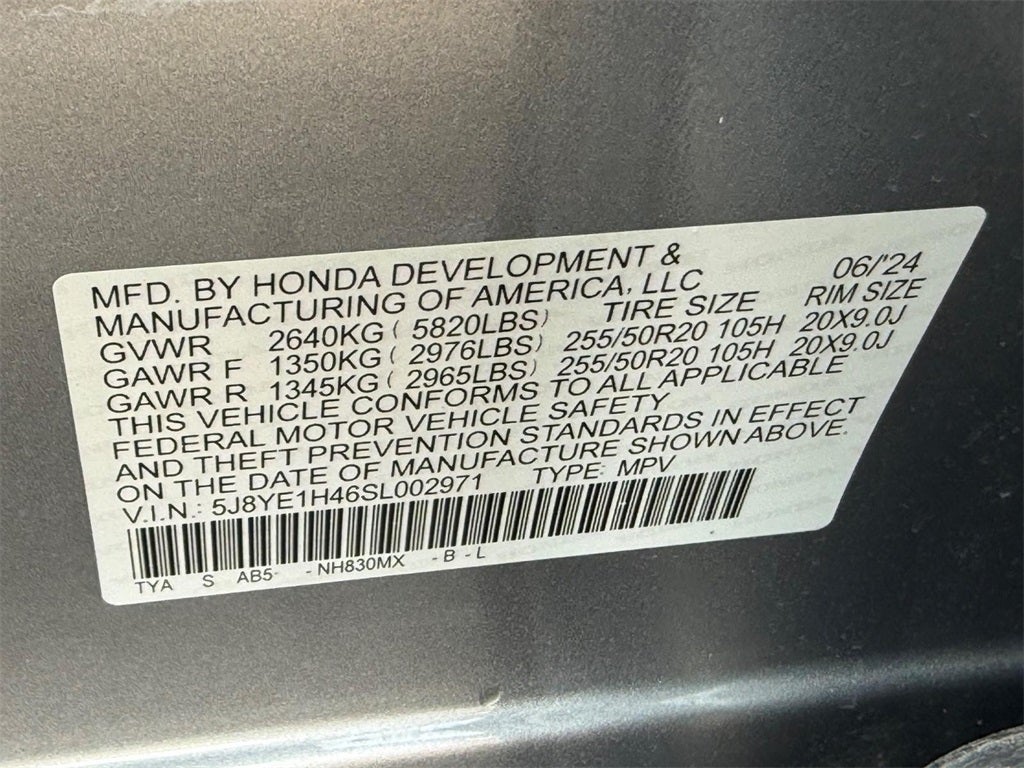 MFD. BY HONDA DEVELOPMENT & 06/'24
MANUFACTURING OF AMERICA, LLC
GVWR 2640KG ( 5820LBS) TIRE SIZE RIM SIZE
GAWR F 1350KG ( 2976LBS) 255/50R20 105H 20X9.0J
GAWR R 1345KG ( 2965LBS) 255/50R20 105H 20X9.0J
THIS VEHICLE CONFORMS TO ALL APPLICABLE
FEDERAL MOTOR VEHICLE SAFETY
AND THEFT PREVENTION STANDARDS IN EFFECT
ON THE DATE OF MANUFACTURE SHOWN ABOVE.
V.I.N.: 5J8YE1H46SL002971 TYPE: MPV
TYA S AB5- - NH830MX - B - L